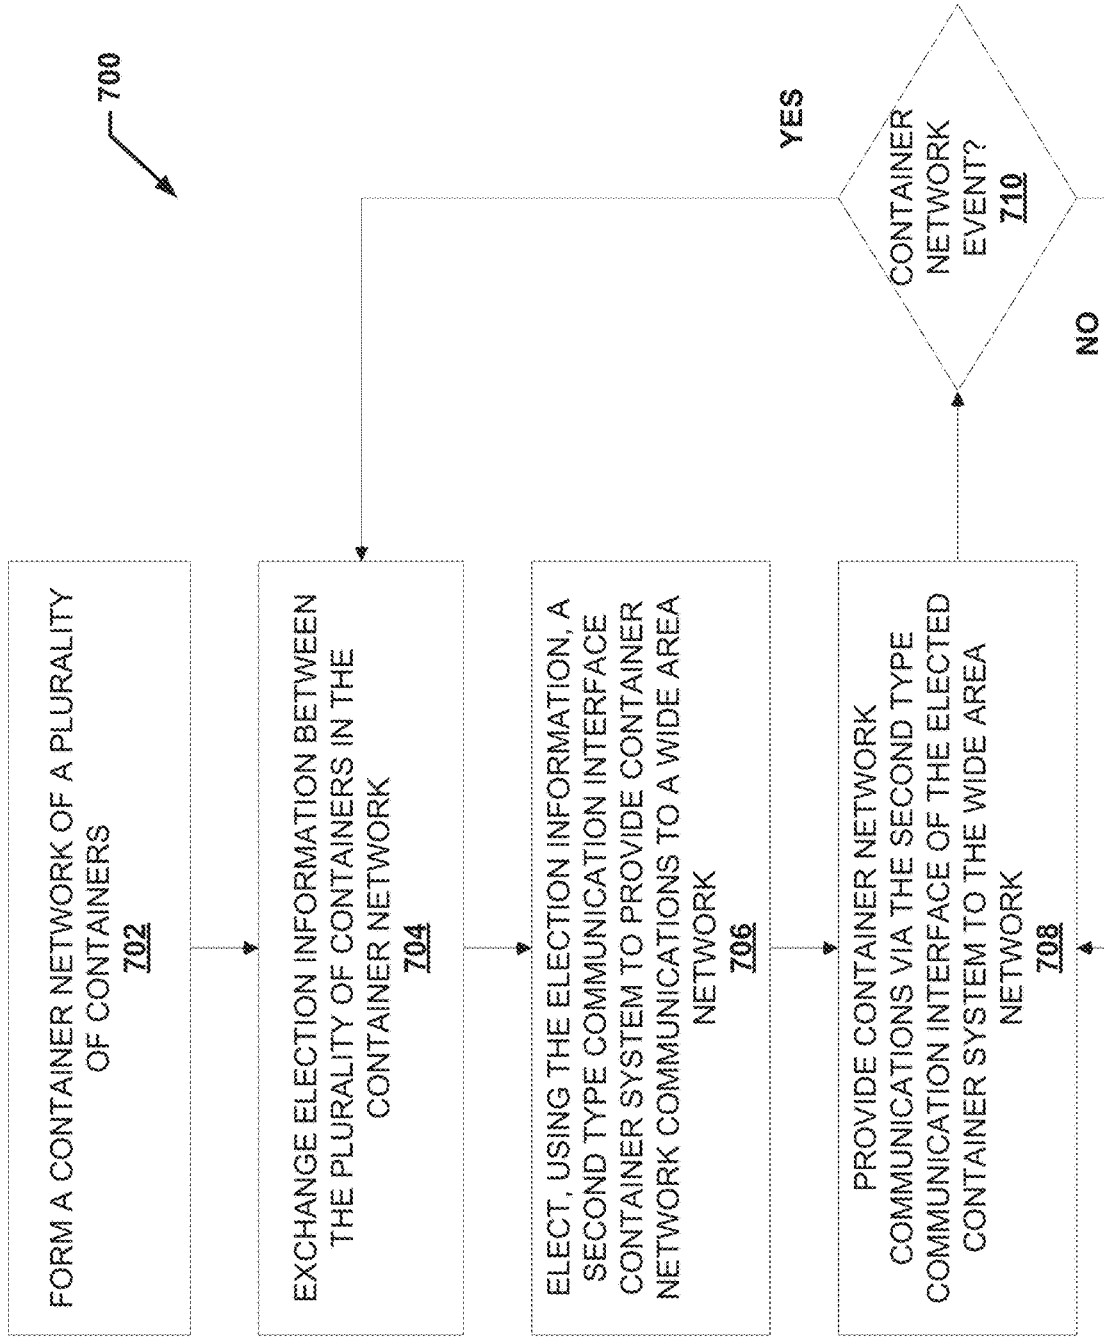 700
FORM A CONTAINER NETWORK OF A PLURALITY
OF CONTAINERS
702
EXCHANGE ELECTION INFORMATION BETWEEN
THE PLURALITY OF CONTAINERS IN THE
CONTAINER NETWORK
704
ELECT, USING THE ELECTION INFORMATION, A
SECOND TYPE COMMUNICATION INTERFACE
CONTAINER SYSTEM TO PROVIDE CONTAINER
NETWORK COMMUNICATIONS TO A WIDE AREA
NETWORK
706
PROVIDE CONTAINER NETWORK
COMMUNICATIONS VIA THE SECOND TYPE
COMMUNICATION INTERFACE OF THE ELECTED
CONTAINER SYSTEM TO THE WIDE AREA
NETWORK
708
CONTAINER
NETWORK
EVENT?
710
YES
NO